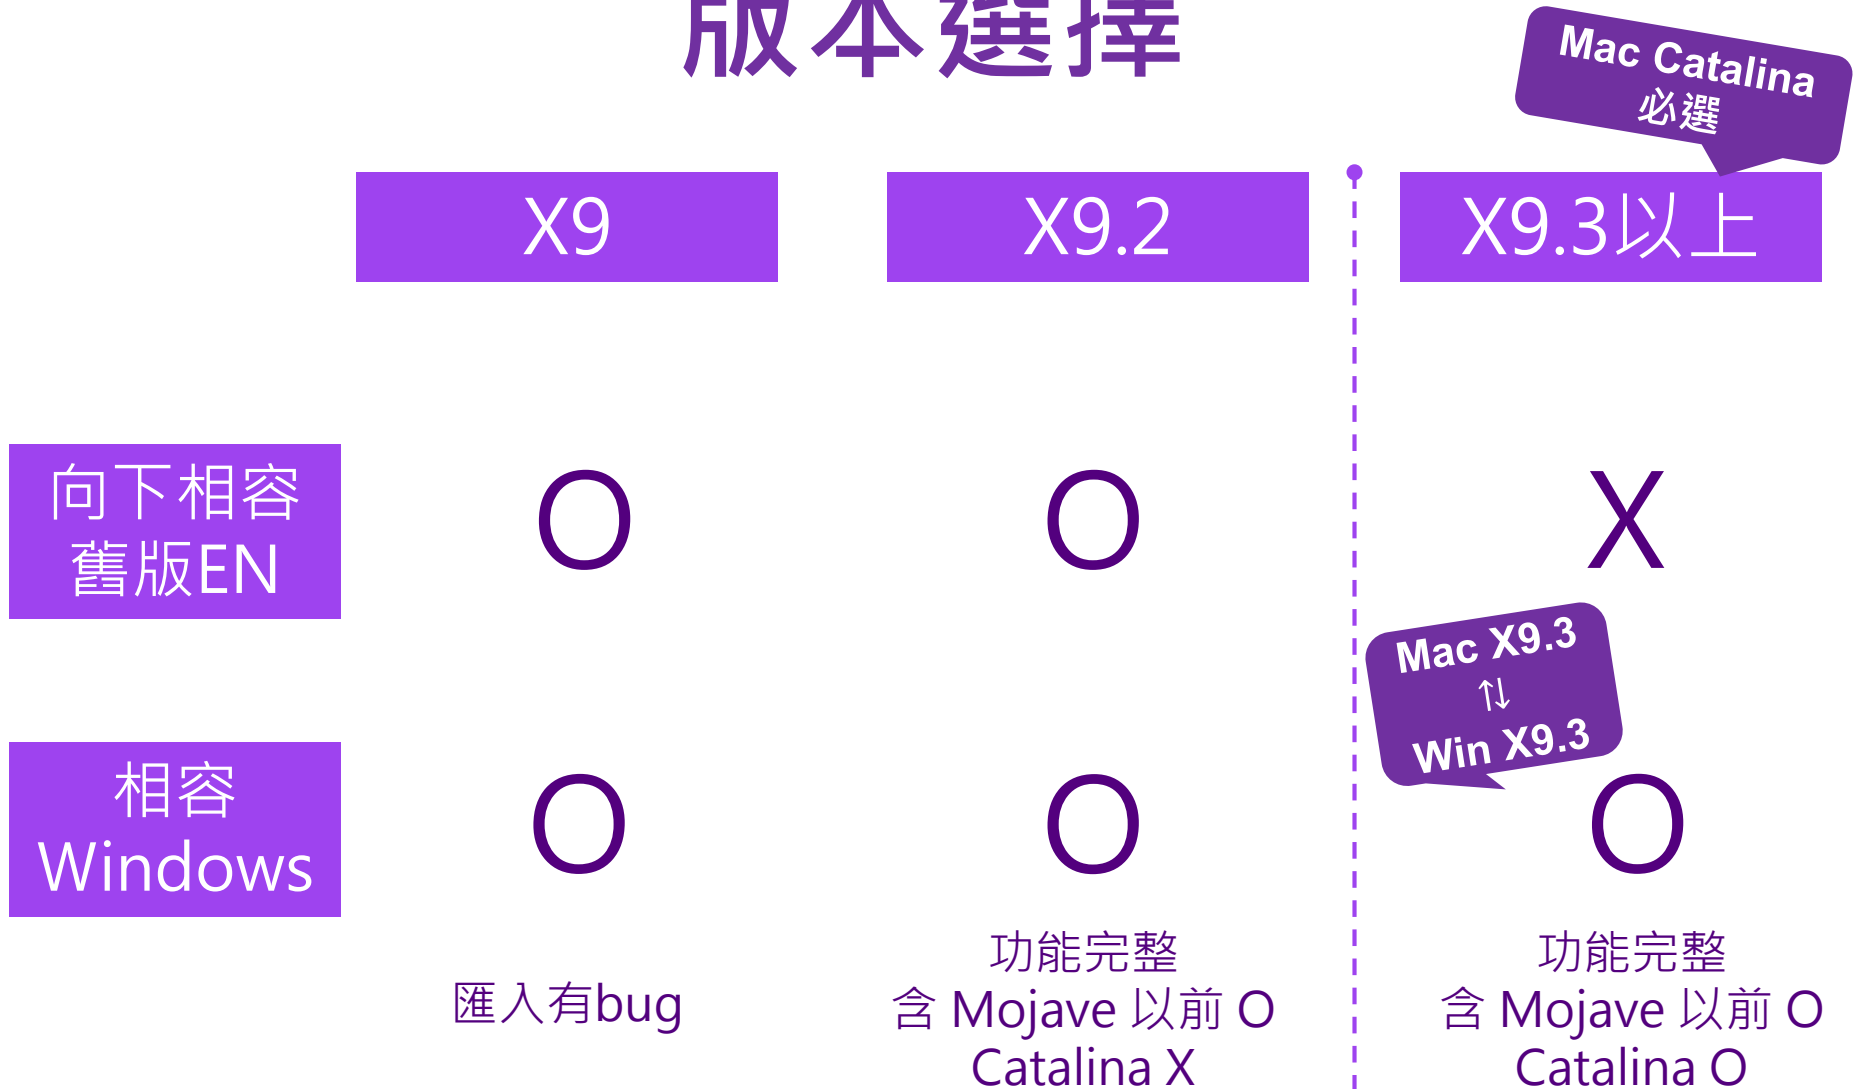 版本選擇
Mac Catalina
必選
X9
X9.2
X9.3以上
向下相容
舊版EN
O
O
X
Mac X9.3
⇅
Win X9.3
相容
Windows
O
O
O
匯入有bug
功能完整
含 Mojave 以前 O
Catalina X
功能完整
含 Mojave 以前 O
Catalina O